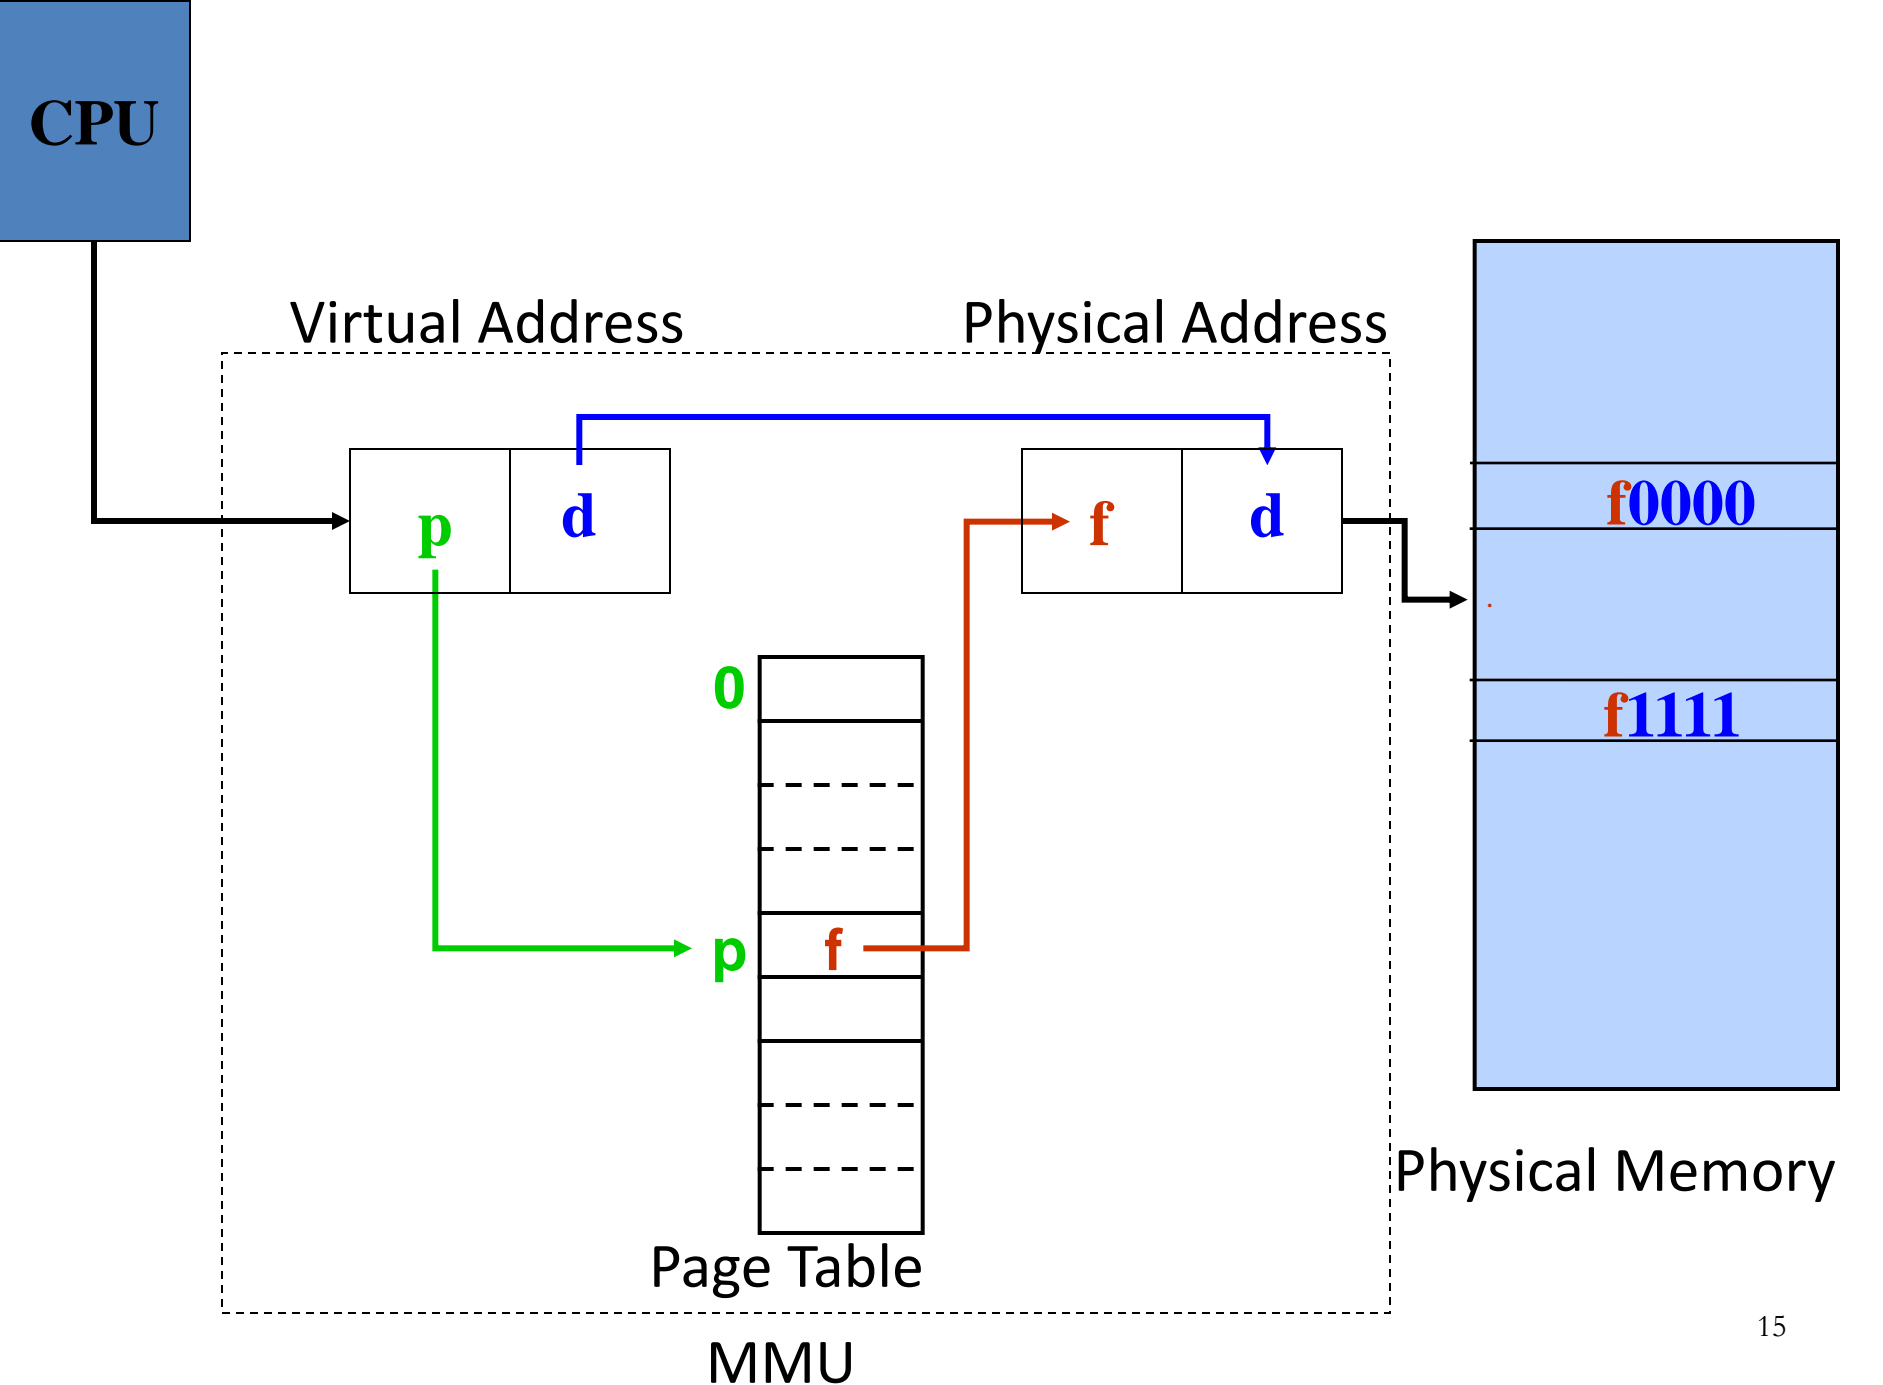 CPU
Virtual Address
Physical Address
p
d
f
d
f0000
.
0
f1111
p
f
Physical Memory
Page Table
15
MMU